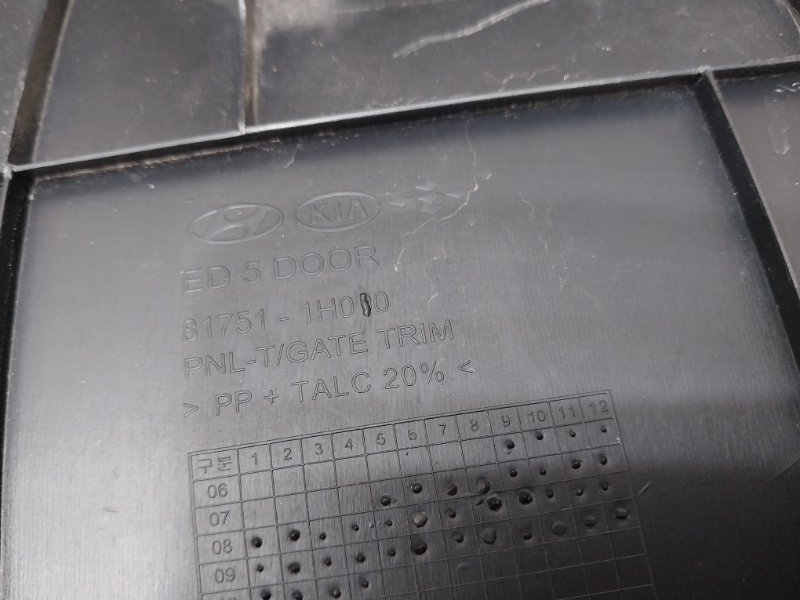 KIA
ED 5 DOOR
PNL-T/GATE TRIM
> PP + TALC 20% <
구분 1 2 3 4 5 6 7 8 9 10 11 12
06
07
08
09